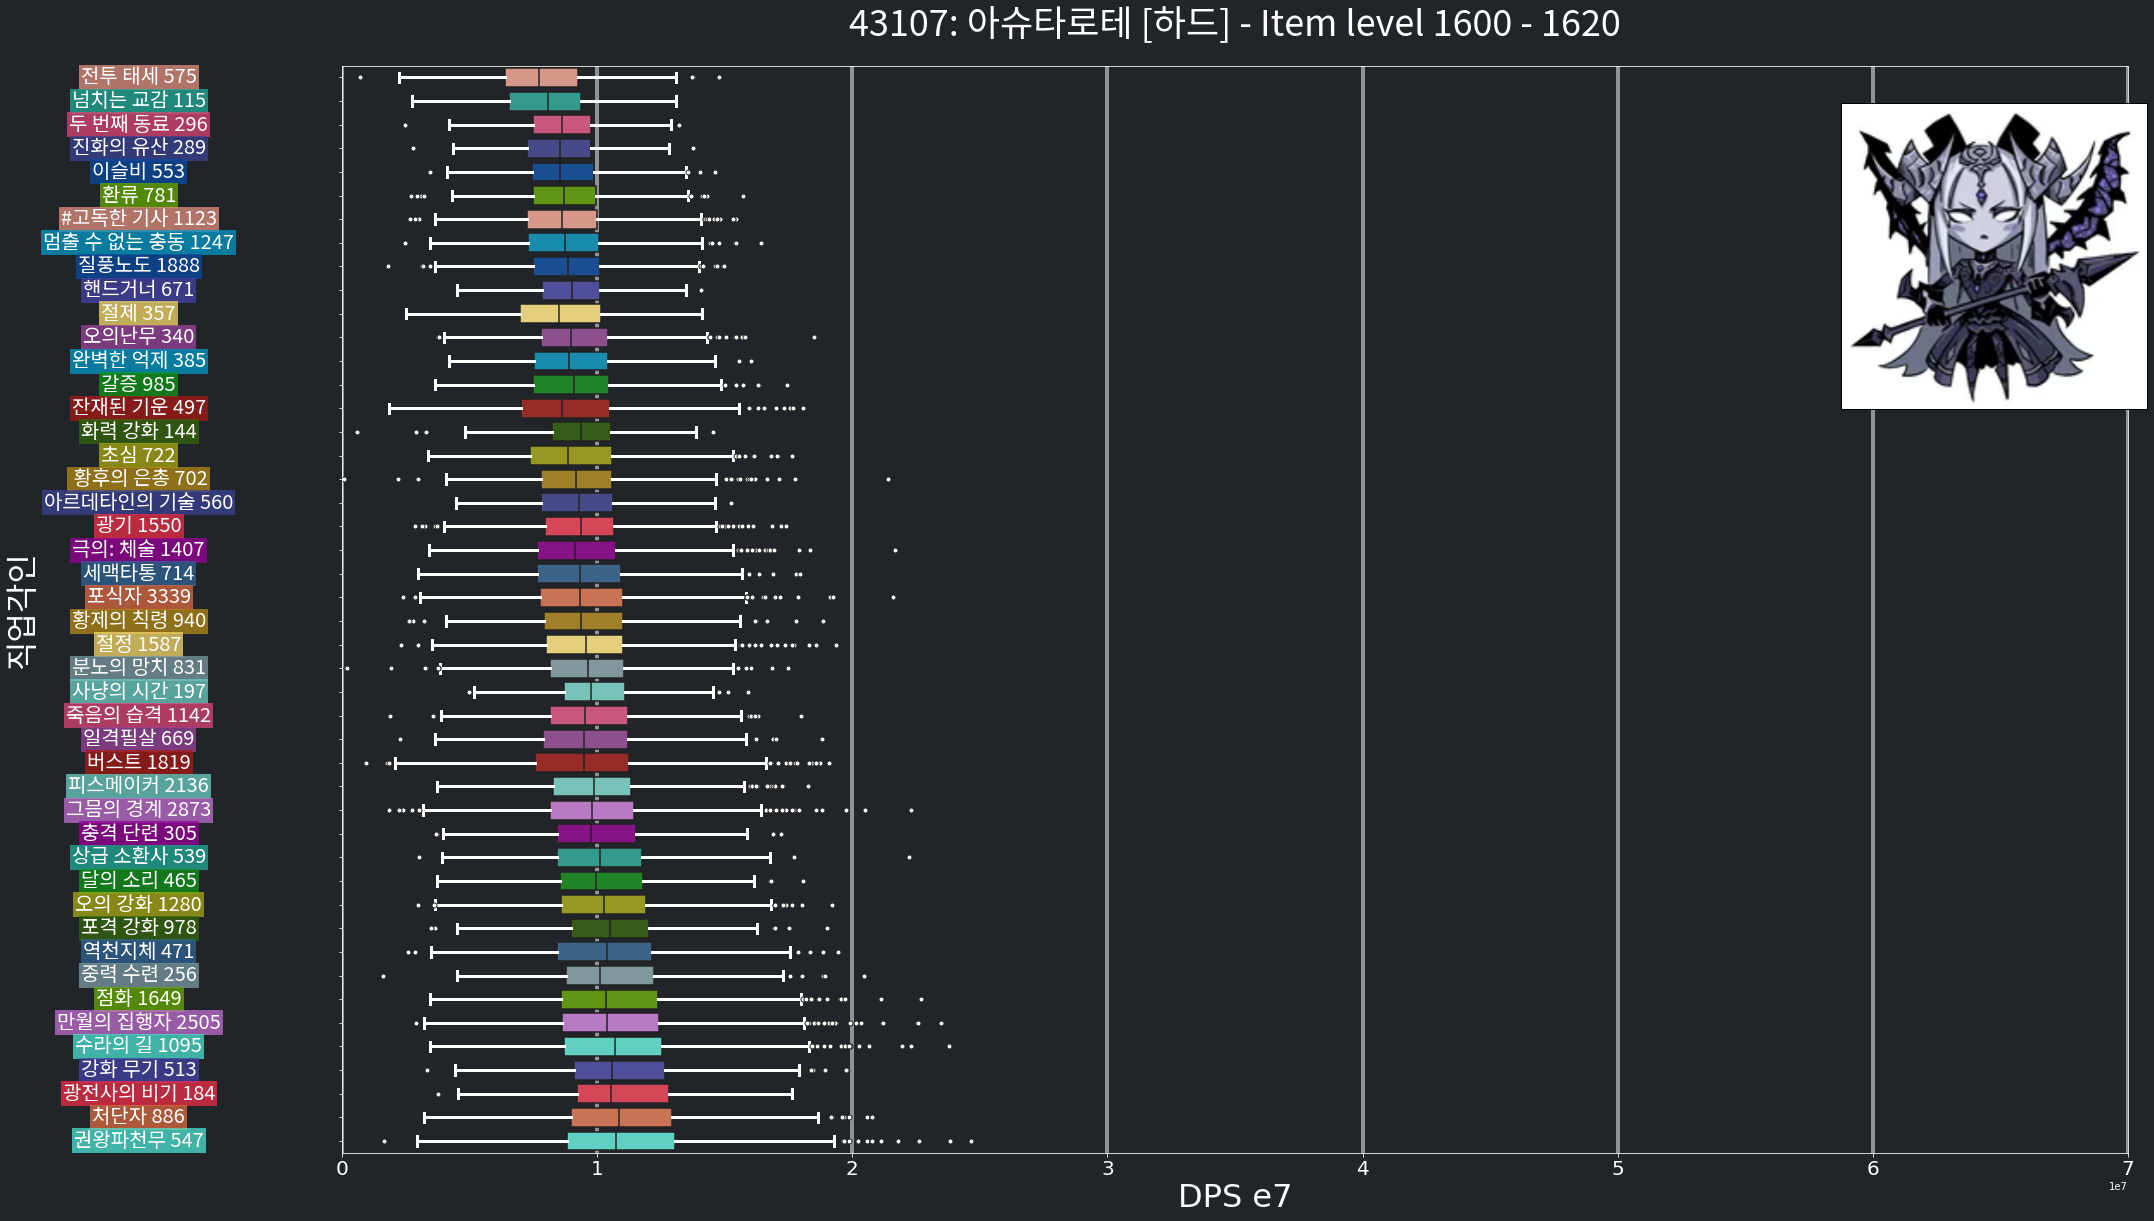 43107: 아슈타로테 [하드] - Item level 1600 - 1620
직업각인
전투 태세 575
넘치는 교감 115
두 번째 동료 296
진화의 유산 289
이슬비 553
환류 781
#고독한 기사 1123
멈출 수 없는 충동 1247
질풍노도 1888
핸드거너 671
절제 357
오의난무 340
완벽한 억제 385
갈증 985
잔재된 기운 497
화력 강화 144
초심 722
황후의 은총 702
아르데타인의 기술 560
광기 1550
극의: 체술 1407
세맥타통 714
포식자 3339
황제의 칙령 940
절정 1587
분노의 망치 831
사냥의 시간 197
죽음의 습격 1142
일격필살 669
버스트 1819
피스메이커 2136
그믐의 경계 2873
충격 단련 305
상급 소환사 539
달의 소리 465
오의 강화 1280
포격 강화 978
역천지체 471
중력 수련 256
점화 1649
만월의 집행자 2505
수라의 길 1095
강화 무기 513
광전사의 비기 184
처단자 886
권왕파천무 547
0 1 2 3 4 5 6 7
DPS e7
1e7